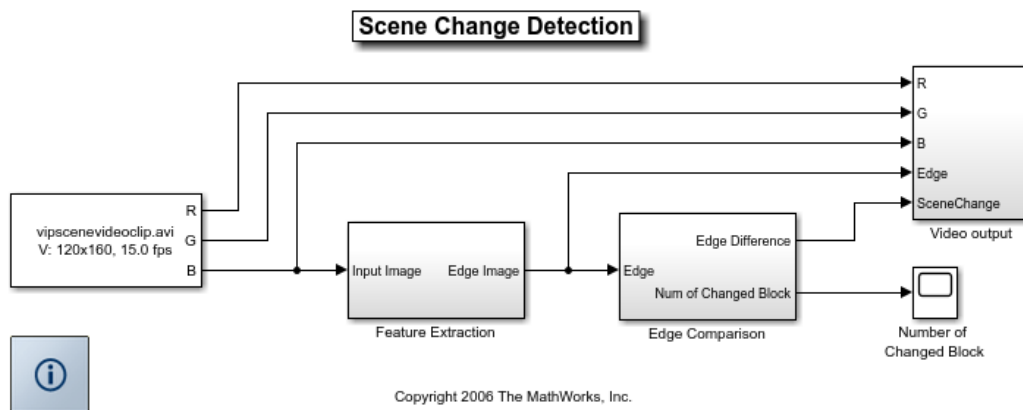 Scene Change Detection
R
G
B
Edge
SceneChange
Video output
vipscenevideoclip.avi
V: 120x160, 15.0 fps
R
G
B
Input Image
Edge Image
Feature Extraction
Edge
Edge Difference
Num of Changed Block
Edge Comparison
Number of
Changed Block
Copyright 2006 The MathWorks, Inc.